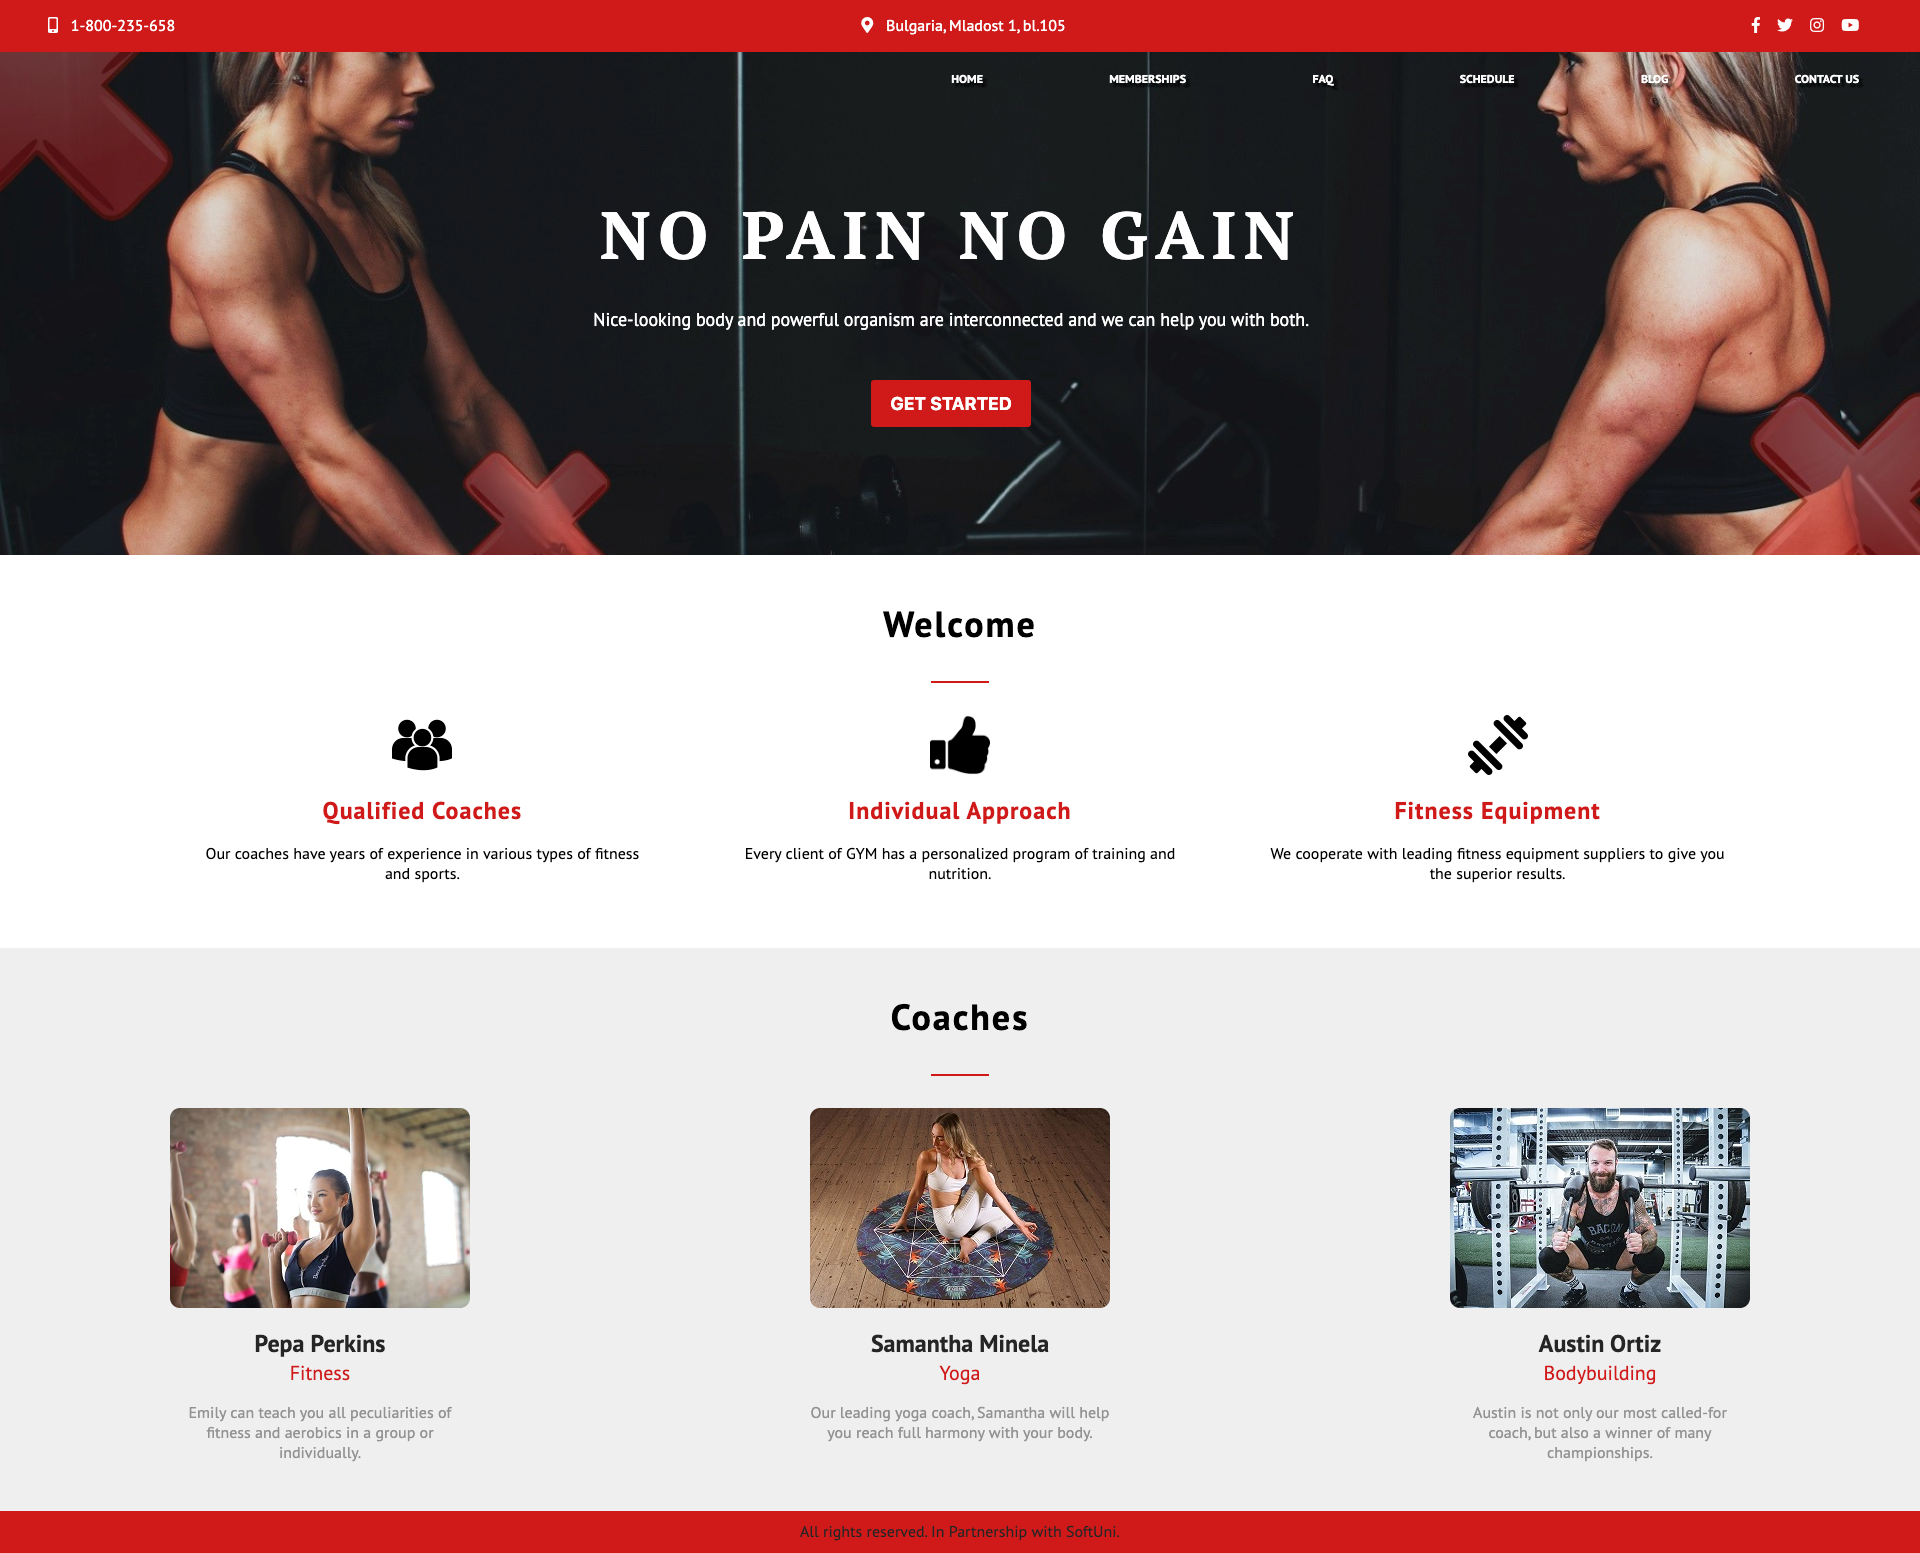 1-800-235-658
Bulgaria, Mladost 1, bl.105
HOME MEMBERSHIPS FAQ SCHEDULE BLOG CONTACT US
NO PAIN NO GAIN
Nice-looking body and powerful organism are interconnected and we can help you with both.
GET STARTED
Welcome
Qualified Coaches
Our coaches have years of experience in various types of fitness
and sports.
Individual Approach
Every client of GYM has a personalized program of training and
nutrition.
Fitness Equipment
We cooperate with leading fitness equipment suppliers to give you
the superior results.
Coaches
BACON
Pepa Perkins
Fitness
Emily can teach you all peculiarities of
fitness and aerobics in a group or
individually.
Samantha Minela
Yoga
Our leading yoga coach, Samantha will help
you reach full harmony with your body.
Austin Ortiz
Bodybuilding
Austin is not only our most called-for
coach, but also a winner of many
championships.
All rights reserved. In Partnership with SoftUni.